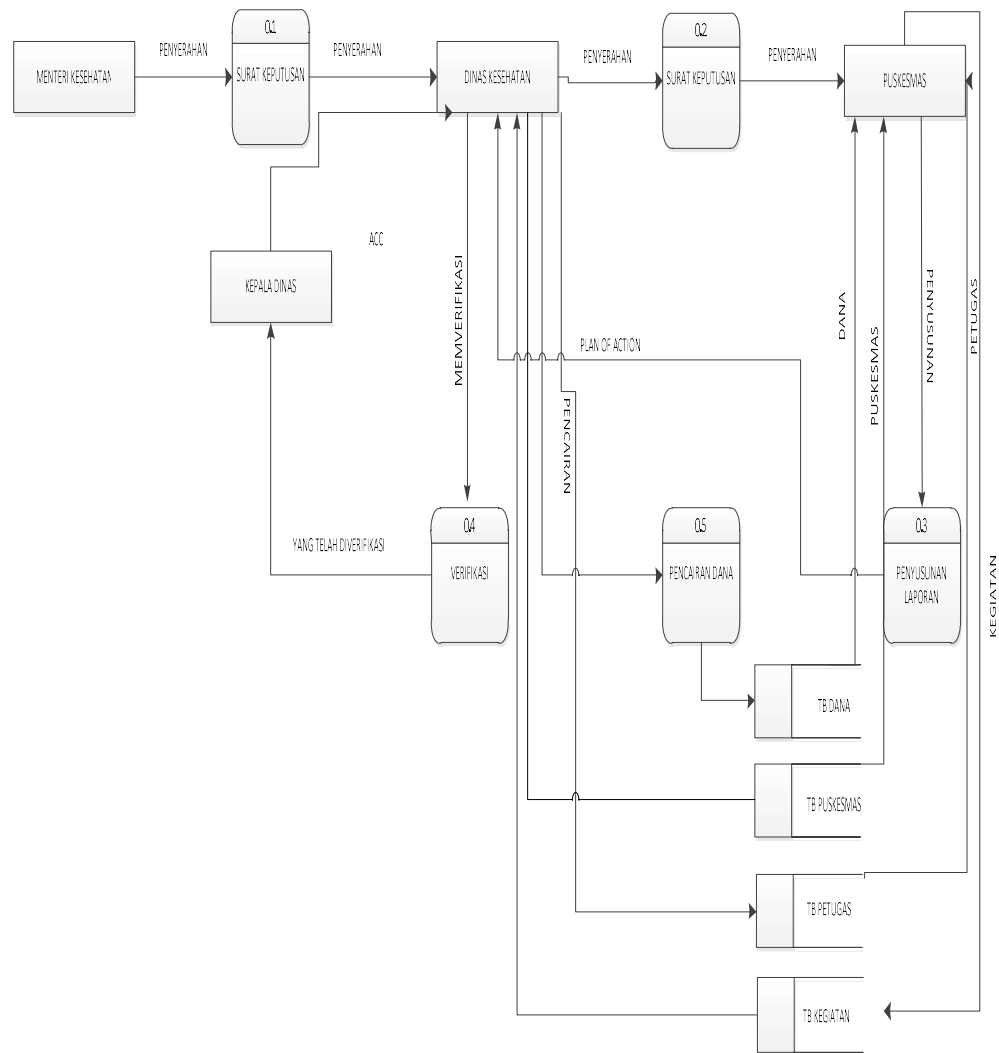 0.1
0.2
PENYERAHAN
PENYERAHAN
PENYERAHAN
PENYERAHAN
MENTERI KESEHATAN
SURAT KEPUTUSAN
DINAS KESEHATAN
SURAT KEPUTUSAN
PUSKESMAS
ACC
KEPALA DINAS
MEMVERIFIKASI
PLAN OF ACTION
PENCAIRAN
DANA
PUSKESMAS
PENYUSUNAN
PETUGAS
KEGIATAN
0.4
0.5
0.3
YANG TELAH DIVERIFIKASI
VERIFIKASI
PENCAIRAN DANA
PENYUSUNAN
LAPORAN
TB DANA
TB PUSKESMAS
TB PETUGAS
TB KEGIATAN